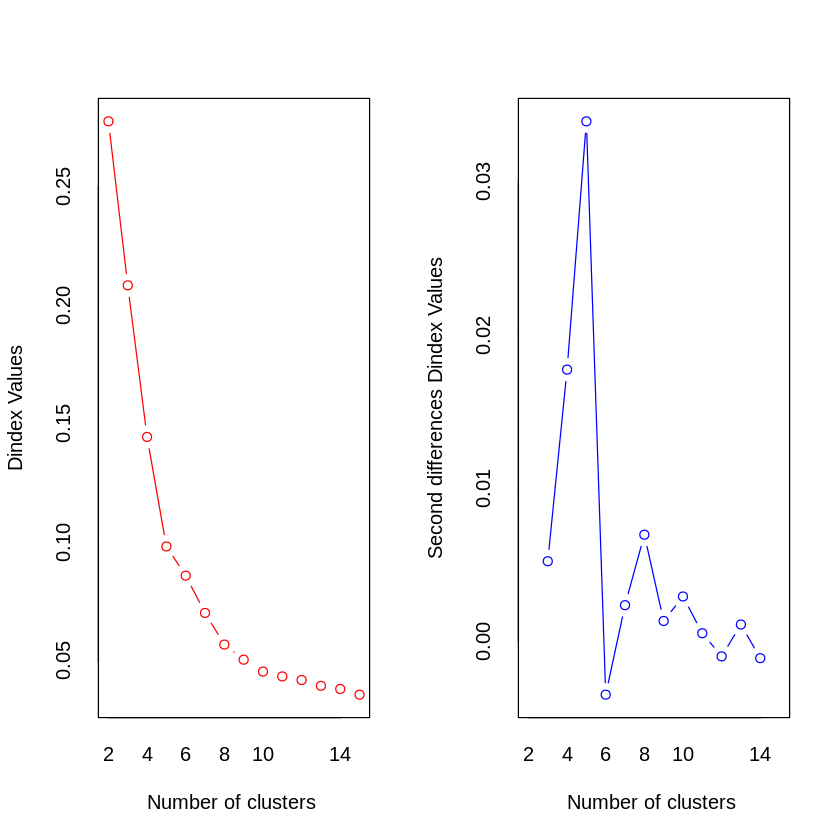 Dindex Values
0.25
0.20
0.15
0.10
0.05
2 4 6 8 10 14
Number of clusters
Second differences Dindex Values
0.03
0.02
0.01
0.00
2 4 6 8 10 14
Number of clusters